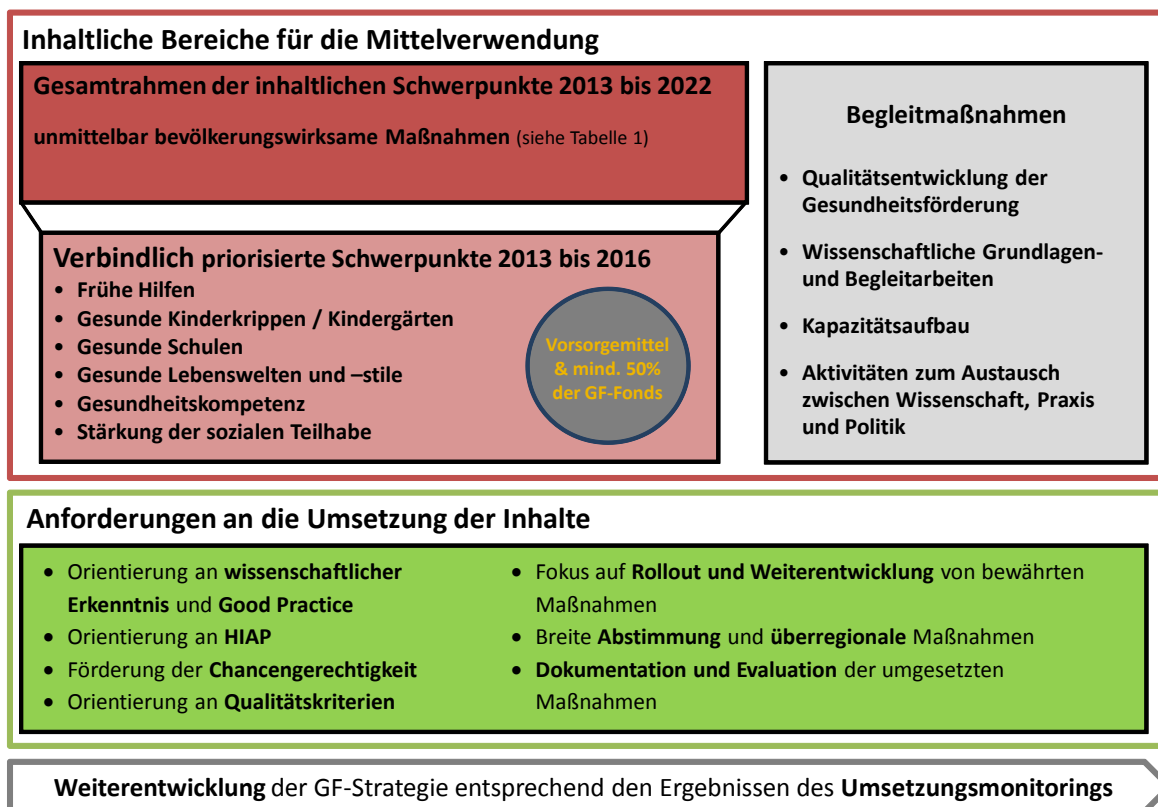 Inhaltliche Bereiche für die Mittelverwendung
Gesamtrahmen der inhaltlichen Schwerpunkte 2013 bis 2022
unmittelbar bevölkerungswirksame Maßnahmen (siehe Tabelle 1)
Verbindlich priorisierte Schwerpunkte 2013 bis 2016
• Frühe Hilfen
• Gesunde Kinderkrippen / Kindergärten
• Gesunde Schulen
• Gesunde Lebenswelten und –stile
• Gesundheitskompetenz
• Stärkung der sozialen Teilhabe
Vorsorgemittel
& mind. 50%
der GF-Fonds
Begleitmaßnahmen
• Qualitätsentwicklung der
Gesundheitsförderung
• Wissenschaftliche Grundlagen-
und Begleitarbeiten
• Kapazitätsaufbau
• Aktivitäten zum Austausch
zwischen Wissenschaft, Praxis
und Politik
Anforderungen an die Umsetzung der Inhalte
• Orientierung an wissenschaftlicher
Erkenntnis und Good Practice
• Orientierung an HIAP
• Förderung der Chancengerechtigkeit
• Orientierung an Qualitätskriterien
• Fokus auf Rollout und Weiterentwicklung von bewährten
Maßnahmen
• Breite Abstimmung und überregionale Maßnahmen
• Dokumentation und Evaluation der umgesetzten
Maßnahmen
Weiterentwicklung der GF-Strategie entsprechend den Ergebnissen des Umsetzungsmonitorings